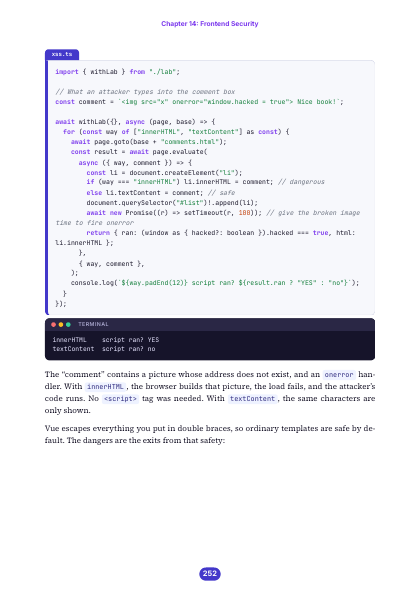 Chapter 14: Frontend Security
xss.ts
import { withLab } from "./lab";
// What an attacker types into the comment box
const comment = `<img src="x" onerror="window.hacked = true"> Nice book!`;
await withLab({}, async (page, base) => {
  for (const way of ["innerHTML", "textContent"] as const) {
    await page.goto(base + "comments.html");
    const result = await page.evaluate(
      async ({ way, comment }) => {
        const li = document.createElement("li");
        if (way === "innerHTML") li.innerHTML = comment; // dangerous
        else li.textContent = comment; // safe
        document.querySelector("#list")!.append(li);
        await new Promise((r) => setTimeout(r, 100)); // give the broken image
time to fire onerror
        return { ran: (window as { hacked?: boolean }).hacked === true, html:
li.innerHTML };
      },
      { way, comment },
    );
    console.log(`${way.padEnd(12)} script ran? ${result.ran ? "YES" : "no"}`);
  }
});
TERMINAL
innerHTML    script ran? YES
textContent  script ran? no
The “comment” contains a picture whose address does not exist, and an onerror han-
dler. With innerHTML, the browser builds that picture, the load fails, and the attacker’s
code runs. No <script> tag was needed. With textContent, the same characters are
only shown.
Vue escapes everything you put in double braces, so ordinary templates are safe by de-
fault. The dangers are the exits from that safety:
252